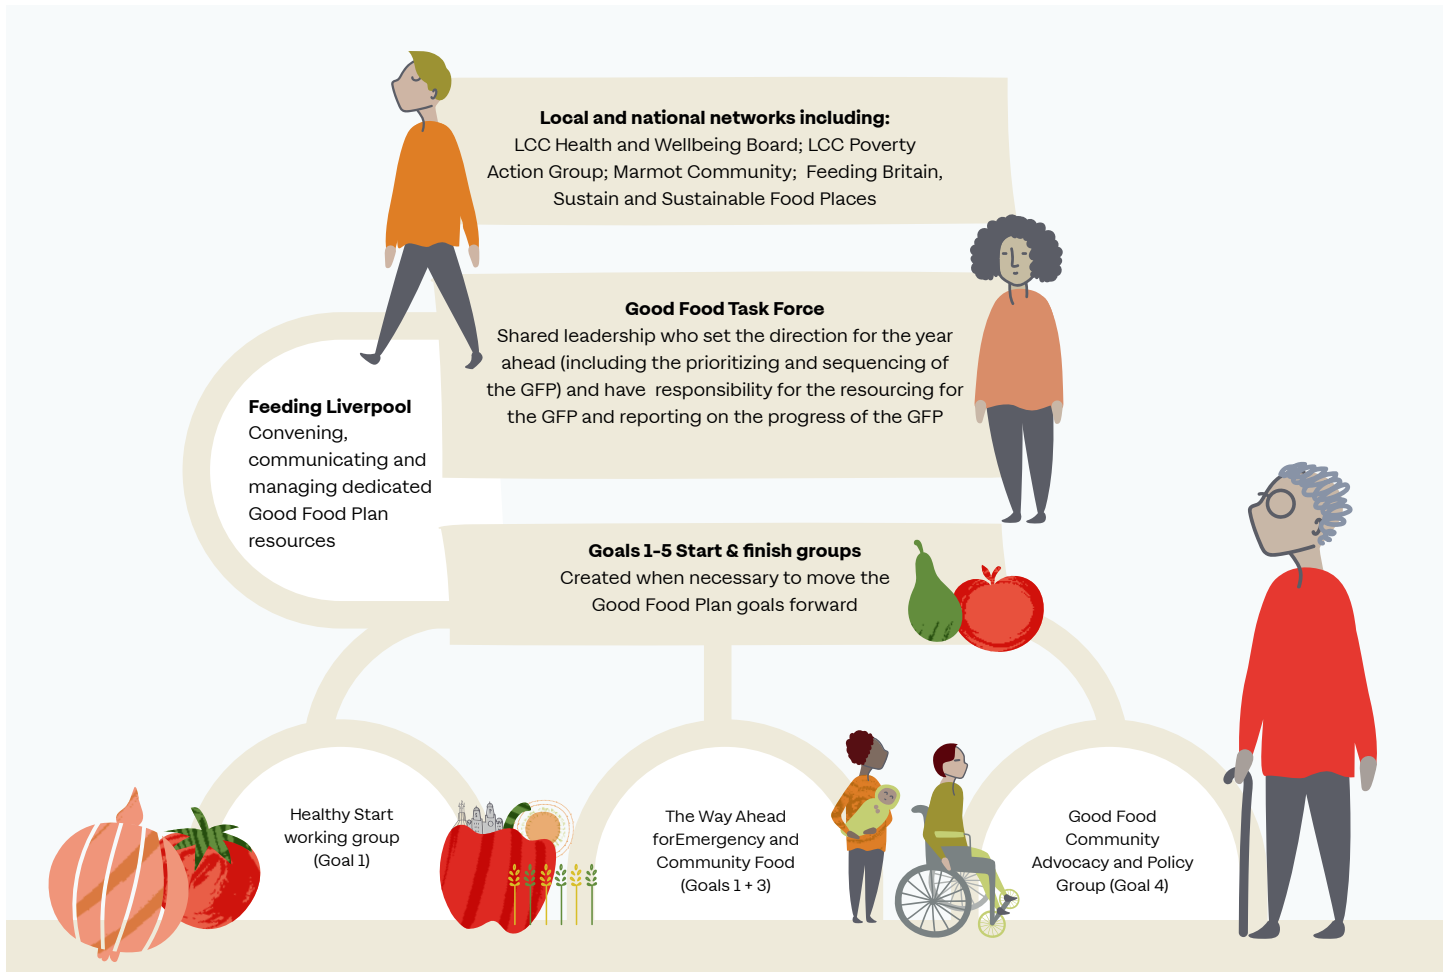 Local and national networks including:
LCC Health and Wellbeing Board; LCC Poverty
Action Group; Marmot Community;  Feeding Britain,
Sustain and Sustainable Food Places
Good Food Task Force
Shared leadership who set the direction for the year
ahead (including the prioritizing and sequencing of
the GFP) and have  responsibility for the resourcing for
the GFP and reporting on the progress of the GFP
Feeding Liverpool
Convening,
communicating and
managing dedicated
Good Food Plan
resources
Goals 1-5 Start & finish groups
Created when necessary to move the
Good Food Plan goals forward
Healthy Start
working group
(Goal 1)
The Way Ahead
forEmergency and
Community Food
(Goals 1 + 3)
Good Food
Community
Advocacy and Policy
Group (Goal 4)